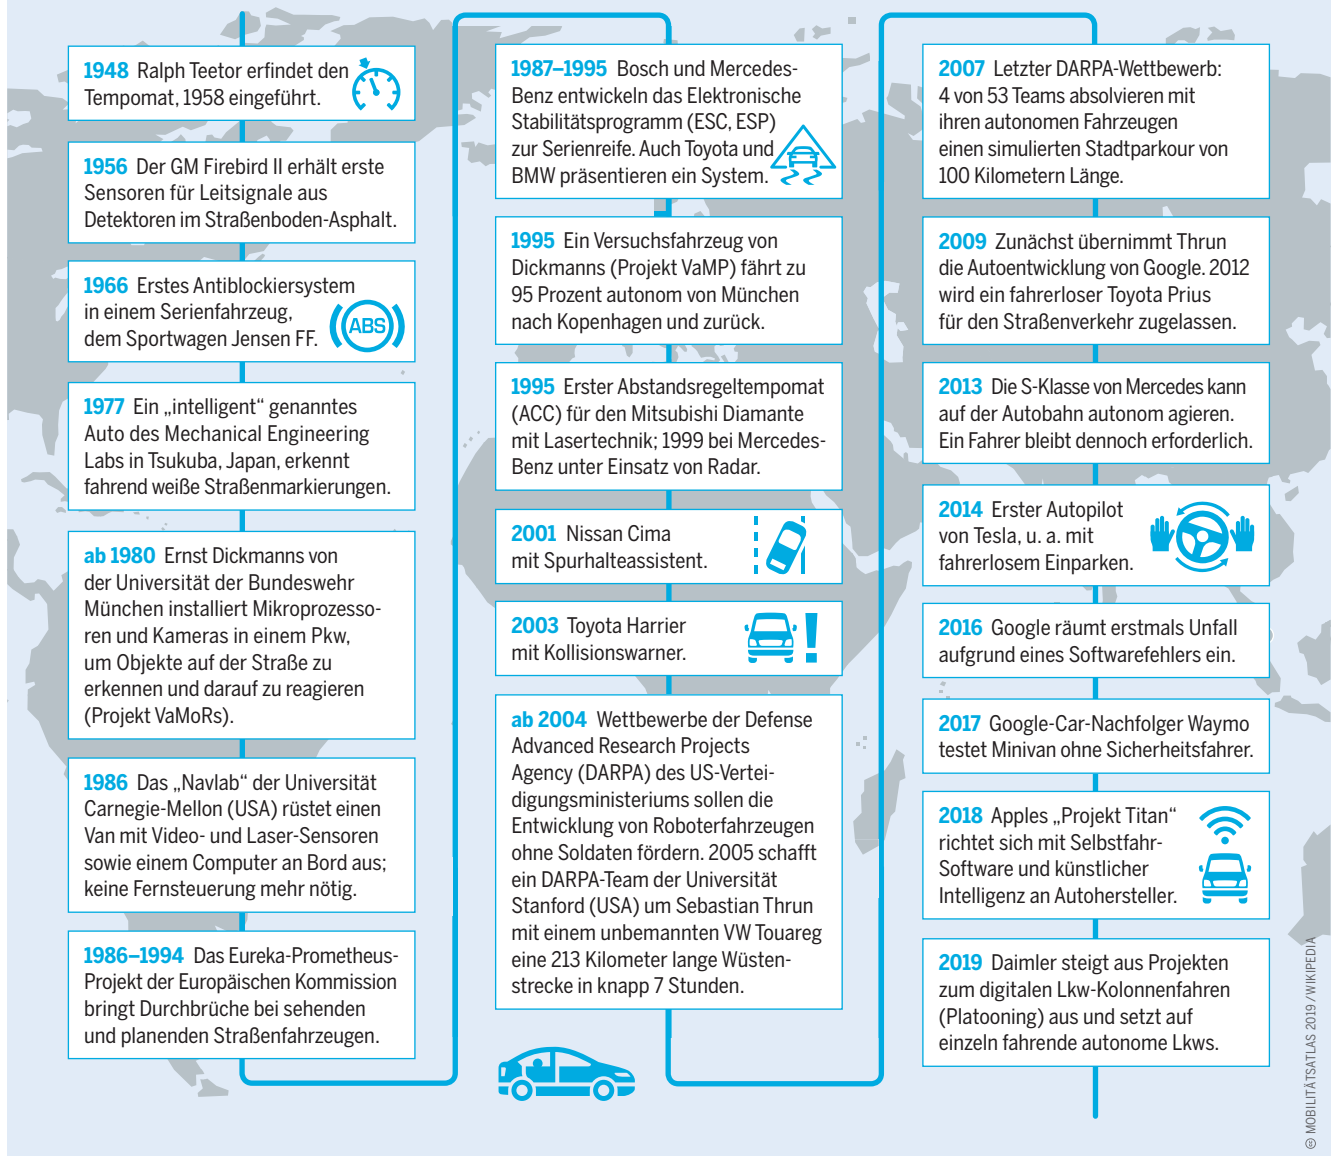 1948 Ralph Teetor erfindet den
Tempomat, 1958 eingeführt.
1956 Der GM Firebird II erhält erste
Sensoren für Leitsignale aus
Detektoren im Straßenboden-Asphalt.
1966 Erstes Antiblockiersystem
in einem Serienfahrzeug,
dem Sportwagen Jensen FF.
ABS
1977 Ein „intelligent“ genanntes
Auto des Mechanical Engineering
Labs in Tsukuba, Japan, erkennt
fahrend weiße Straßenmarkierungen.
ab 1980 Ernst Dickmanns von
der Universität der Bundeswehr
München installiert Mikroprozesso-
ren und Kameras in einem Pkw,
um Objekte auf der Straße zu
erkennen und darauf zu reagieren
(Projekt VaMoRs).
1986 Das „Navlab“ der Universität
Carnegie-Mellon (USA) rüstet einen
Van mit Video- und Laser-Sensoren
sowie einem Computer an Bord aus;
keine Fernsteuerung mehr nötig.
1986–1994 Das Eureka-Prometheus-
Projekt der Europäischen Kommission
bringt Durchbrüche bei sehenden
und planenden Straßenfahrzeugen.
1987–1995 Bosch und Mercedes-
Benz entwickeln das Elektronische
Stabilitätsprogramm (ESC, ESP)
zur Serienreife. Auch Toyota und
BMW präsentieren ein System.
1995 Ein Versuchsfahrzeug von
Dickmanns (Projekt VaMP) fährt zu
95 Prozent autonom von München
nach Kopenhagen und zurück.
1995 Erster Abstandsregeltempomat
(ACC) für den Mitsubishi Diamante
mit Lasertechnik; 1999 bei Mercedes-
Benz unter Einsatz von Radar.
2001 Nissan Cima
mit Spurhalteassistent.
2003 Toyota Harrier
mit Kollisionswarner.
ab 2004 Wettbewerbe der Defense
Advanced Research Projects
Agency (DARPA) des US-Vertei-
digungsministeriums sollen die
Entwicklung von Roboterfahrzeugen
ohne Soldaten fördern. 2005 schafft
ein DARPA-Team der Universität
Stanford (USA) um Sebastian Thrun
mit einem unbemannten VW Touareg
eine 213 Kilometer lange Wüsten-
strecke in knapp 7 Stunden.
2007 Letzter DARPA-Wettbewerb:
4 von 53 Teams absolvieren mit
ihren autonomen Fahrzeugen
einen simulierten Stadtparkour von
100 Kilometern Länge.
2009 Zunächst übernimmt Thrun
die Autoentwicklung von Google. 2012
wird ein fahrerloser Toyota Prius
für den Straßenverkehr zugelassen.
2013 Die S-Klasse von Mercedes kann
auf der Autobahn autonom agieren.
Ein Fahrer bleibt dennoch erforderlich.
2014 Erster Autopilot
von Tesla, u. a. mit
fahrerlosem Einparken.
2016 Google räumt erstmals Unfall
aufgrund eines Softwarefehlers ein.
2017 Google-Car-Nachfolger Waymo
testet Minivan ohne Sicherheitsfahrer.
2018 Apples „Projekt Titan“
richtet sich mit Selbstfahr-
Software und künstlicher
Intelligenz an Autohersteller.
2019 Daimler steigt aus Projekten
zum digitalen Lkw-Kolonnenfahren
(Platooning) aus und setzt auf
einzeln fahrende autonome Lkws.
© MOBILITÄTSATLAS 2019 / WIKIPEDIA